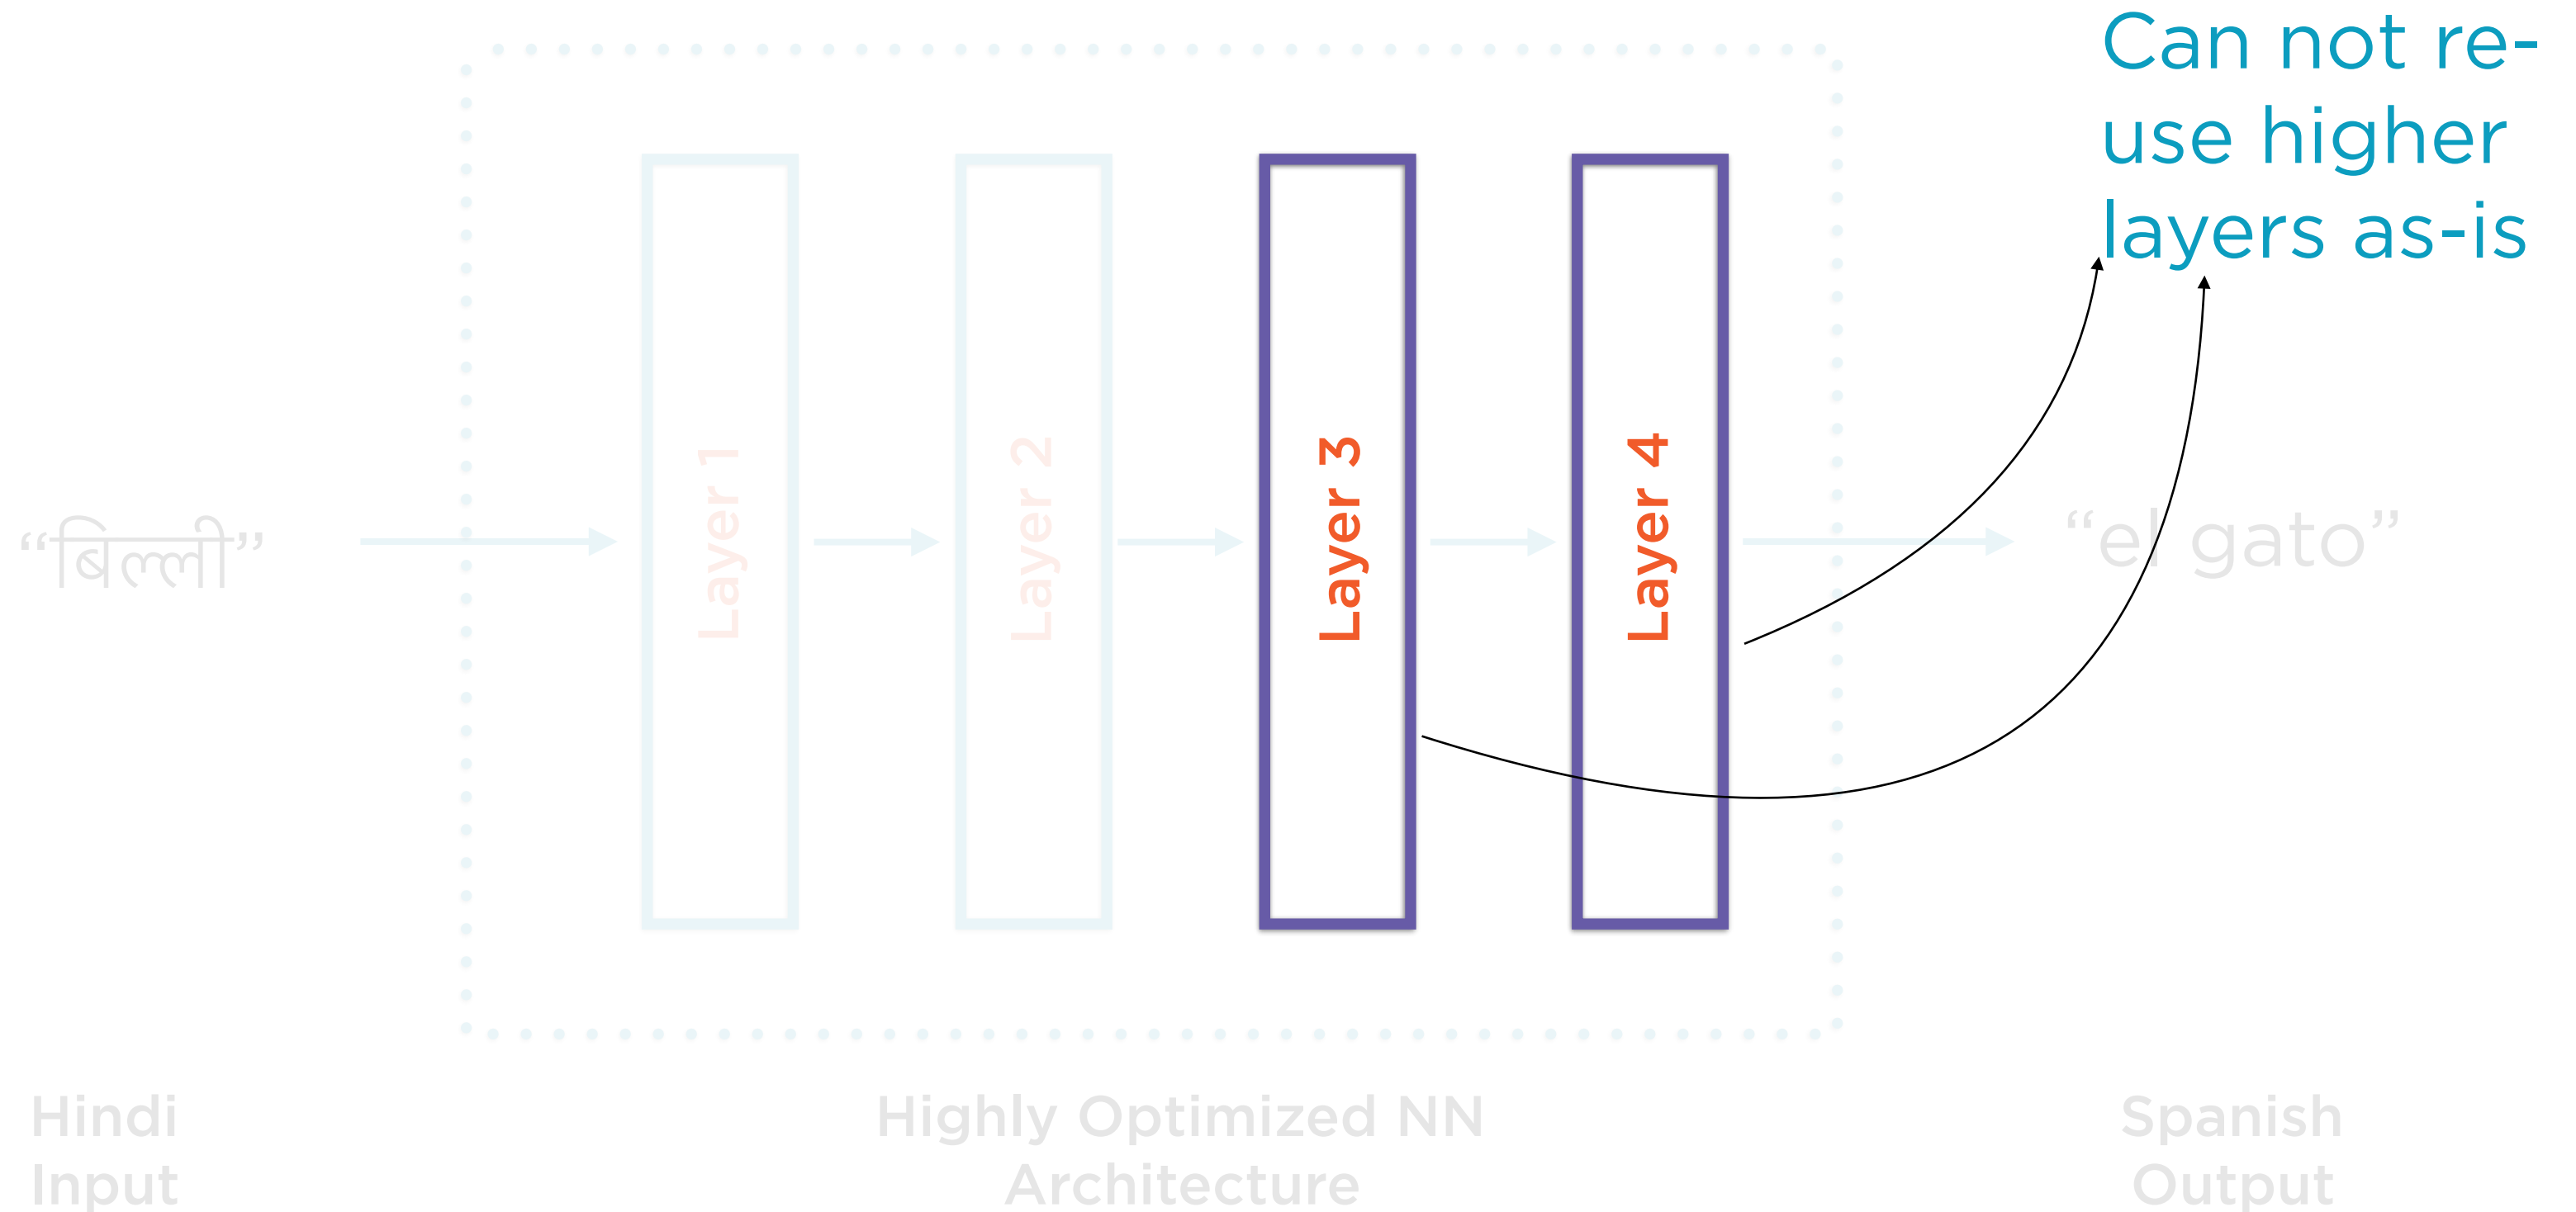 Can not re-
use higher
layers as-is
Layer 1
Layer 2
Layer 3
Layer 4
“बिल्ली”
“el gato”
Hindi
Input
Highly Optimized NN
Architecture
Spanish
Output